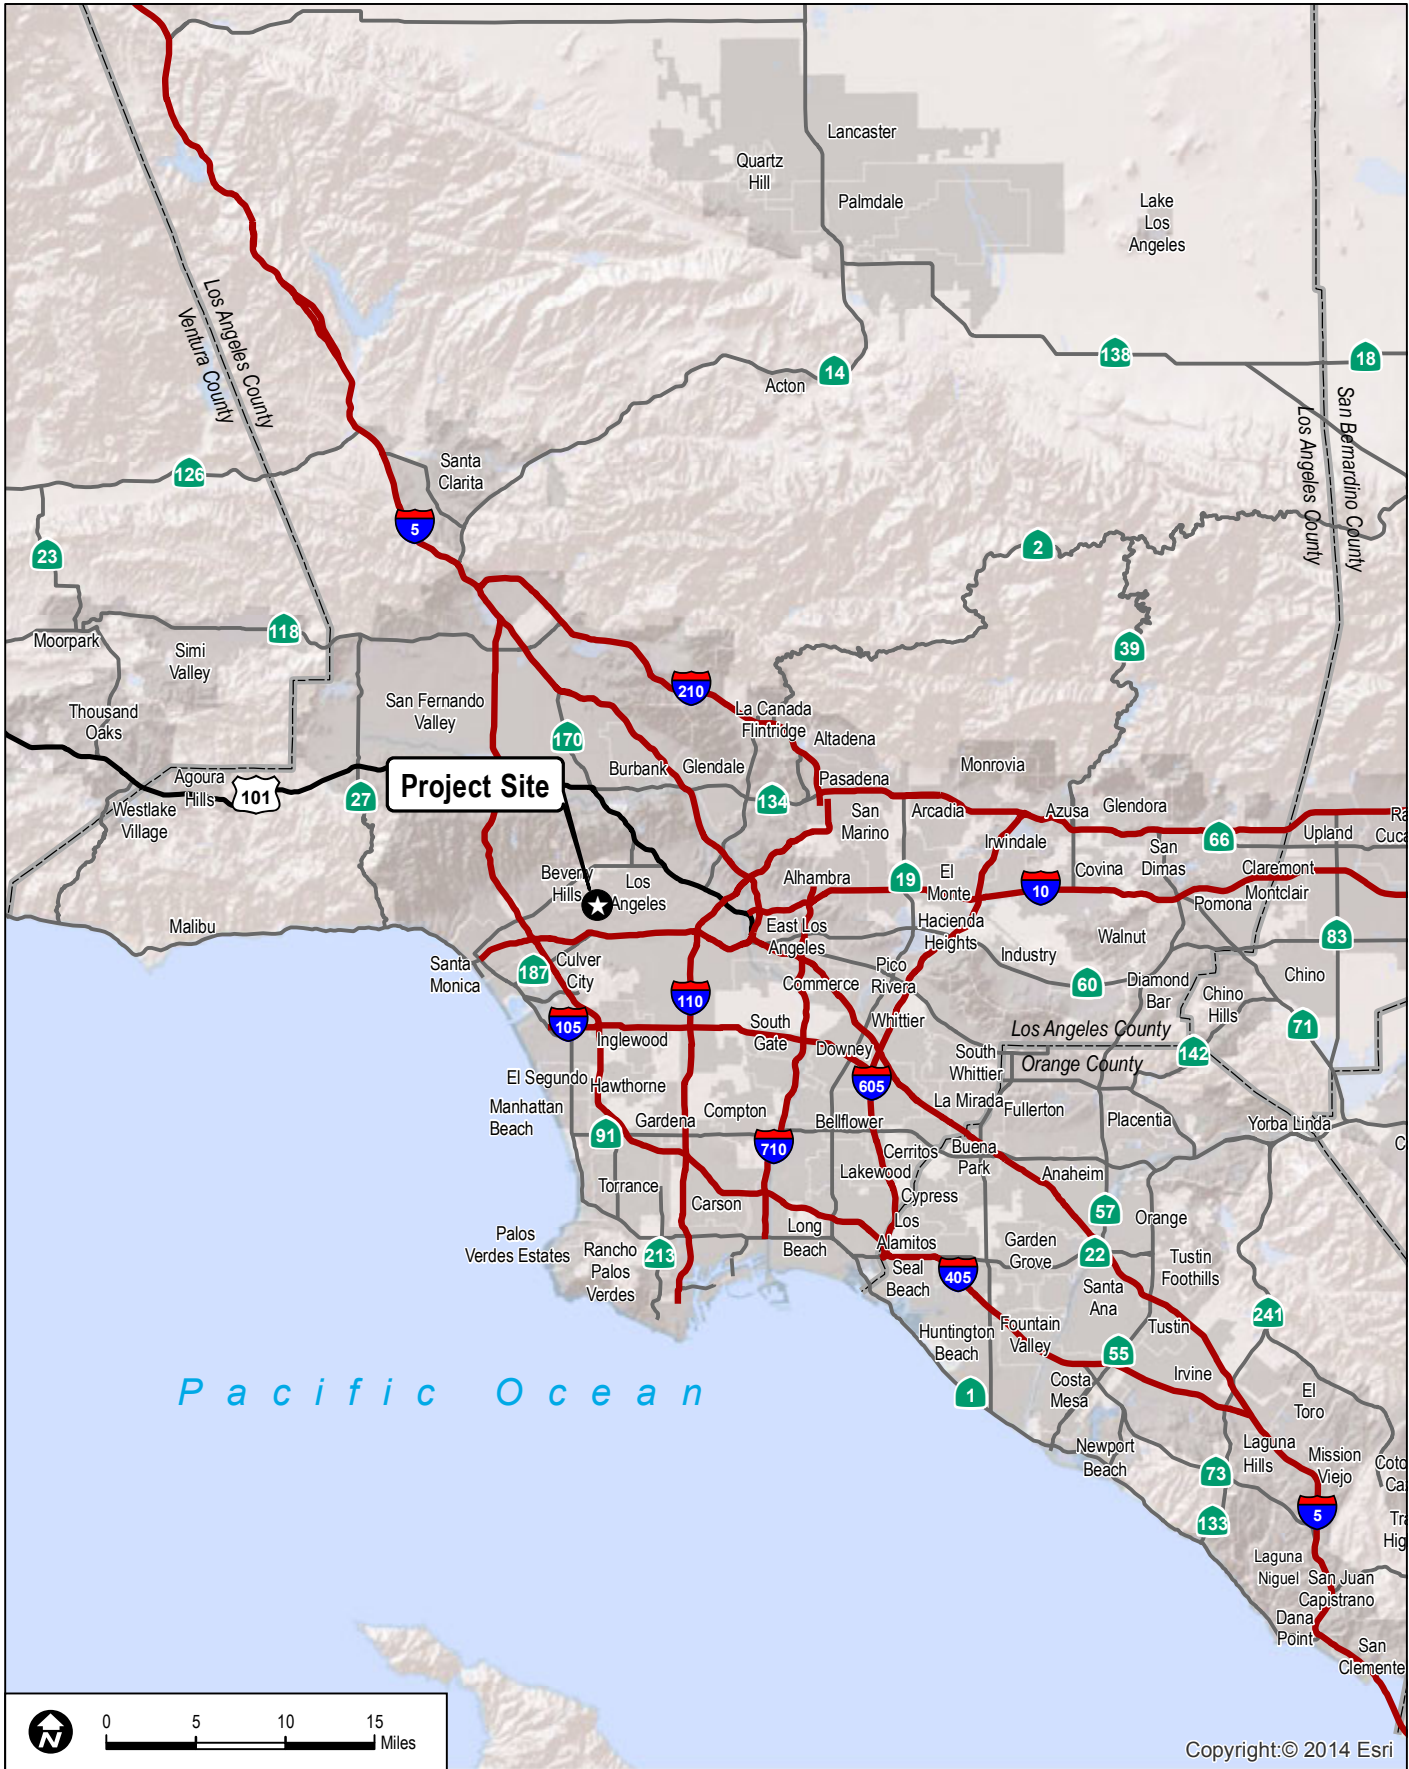 Lancaster
Quartz
Hill
Palmdale
Lake
Los
Angeles
Los Angeles County
Ventura County
138
18
14
Acton
San Bernardino County
Los Angeles County
126
Santa
Clarita
5
23
2
118
Moorpark
Simi
Valley
39
210
San Fernando
Valley
Thousand
Oaks
La Canada
Flintridge
170
Altadena
Agoura
Hills
101
27
Project Site
Burbank
Glendale
134
Pasadena
Monrovia
Westlake
Village
San
Marino
Arcadia
Azusa
Glendora
Irwindale
66
Upland
Ra
Cuca
San
Dimas
Covina
Claremont
Montclair
Beverly
Hills
Los
Angeles
Alhambra
19
El
Monte
10
Pomona
Malibu
East Los
Angeles
Hacienda
Heights
Walnut
83
Industry
Santa
Monica
187
Culver
City
Commerce
Pico
Rivera
60
Diamond
Bar
Chino
Chino
Hills
110
105
Inglewood
South
Gate
Whittier
Los Angeles County
Orange County
71
142
Downey
South
Whittier
El Segundo
Hawthorne
605
La Mirada
Fullerton
Manhattan
Beach
Gardena
Compton
Bellflower
Placentia
Yorba Linda
C
91
710
Cerritos
Buena
Park
Lakewood
Anaheim
Torrance
Carson
Cypress
57
Orange
Palos
Verdes Estates
Rancho
Palos
Verdes
213
Long
Beach
Los
Alamitos
Garden
Grove
22
Tustin
Foothills
Seal
Beach
405
Santa
Ana
241
Huntington
Beach
Fountain
Valley
Tustin
55
Irvine
1
Costa
Mesa
El
Toro
Pacific Ocean
Newport
Beach
Laguna
Hills
Mission
Viejo
Coto
Ca
73
5
133
Tra
Hig
Laguna
Niguel
San Juan
Capistrano
Dana
Point
San
Clemente
N
0 5 10 15
Miles
Copyright:© 2014 Esri